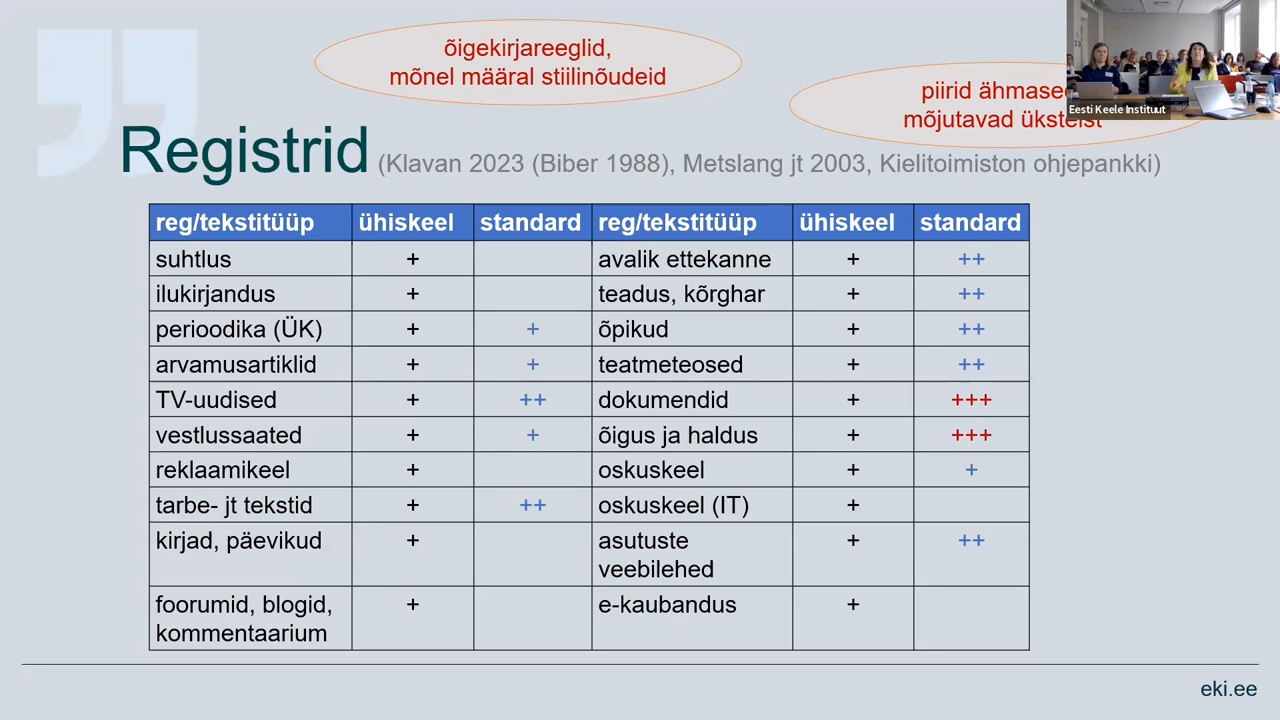 õigekirjareeglid,
mõnel määral stiilinõudeid
piirid
mõjutavad üksteist
Eesti Keele Instituut
Registrid (Klavan 2023 (Biber 1988), Metslang jt 2003, Kielitoimiston ohjepankki)
reg/tekstitüüp ühiskeel standard reg/tekstitüüp ühiskeel standard
suhtlus + avalik ettekanne + ++
ilukirjandus + teadus, kõrghar + ++
perioodika (ÜK) + + õpikud + ++
arvamusartiklid + + teatmeteosed + ++
TV-uudised + ++ dokumendid + +++
vestlussaated + + õigus ja haldus + +++
reklaamikeel + oskuskeel + +
tarbe- jt tekstid + ++ oskuskeel (IT) +
kirjad, päevikud + asutuste + ++
veebilehed
foorumid, blogid, + e-kaubandus +
kommentaarium
eki.ee